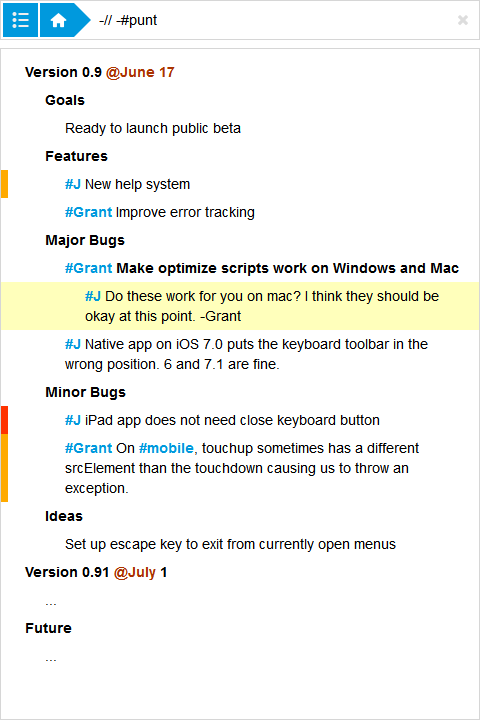 -// -#punt
Version 0.9 @June 17
Goals
Ready to launch public beta
Features
#J New help system
#Grant Improve error tracking
Major Bugs
#Grant Make optimize scripts work on Windows and Mac
#J Do these work for you on mac? I think they should be
okay at this point. -Grant
#J Native app on iOS 7.0 puts the keyboard toolbar in the
wrong position. 6 and 7.1 are fine.
Minor Bugs
#J iPad app does not need close keyboard button
#Grant On #mobile, touchup sometimes has a different
srcElement than the touchdown causing us to throw an
exception.
Ideas
Set up escape key to exit from currently open menus
Version 0.91 @July 1
...
Future
...